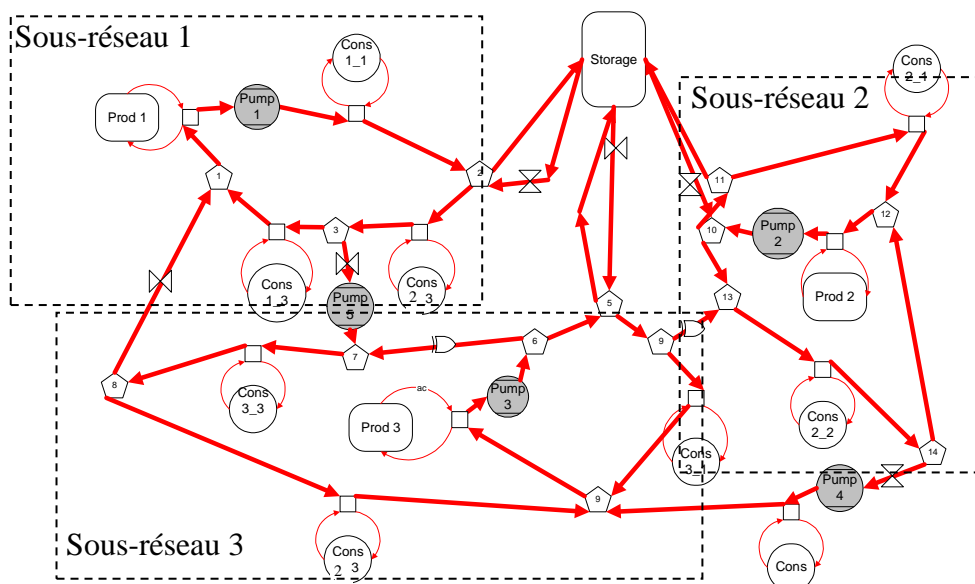 Sous-réseau 1
Cons
1_1
Storage
Cons
2_4
Sous-réseau 2
Prod 1
Pump
1
1
2
11
10
Pump
2
12
3
Cons
1_3
Cons
2_3
Pump
5
Prod 2
5
13
7
6
9
8
Cons
3_3
ac
Pump
3
Prod 3
Cons
2_2
Cons
3_
14
Pump
4
9
Sous-réseau 3
Cons
2_3
Cons